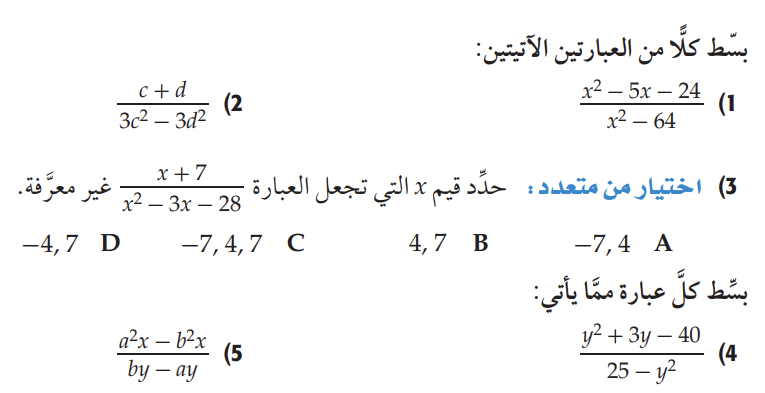 بسّط كلًّا من العبارتين الآتيتين:
(1 \frac{x^2 - 5x - 24}{x^2 - 64} (2 \frac{c + d}{3c^2 - 3d^2}
(3 اختيار من متعدد: حدِّد قيم x التي تجعل العبارة \frac{x + 7}{x^2 - 3x - 28} غير معرَّفة.
A −7, 4 B 4, 7 C −7, 4, 7 D −4, 7
بسِّط كلَّ عبارة ممَّا يأتي:
(4 \frac{y^2 + 3y - 40}{25 - y^2} (5 \frac{a^2x - b^2x}{by - ay}